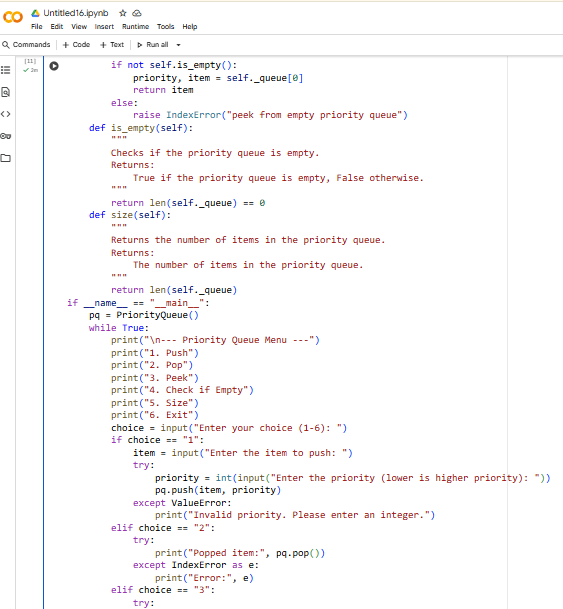 Untitled16.ipynb
File Edit View Insert Runtime Tools Help
Commands + Code + Text Run all
[11]
2m
if not self.is_empty():
priority, item = self._queue[0]
return item
else:
raise IndexError("peek from empty priority queue")
def is_empty(self):
"""
Checks if the priority queue is empty.
Returns:
True if the priority queue is empty, False otherwise.
"""
return len(self._queue) == 0
def size(self):
"""
Returns the number of items in the priority queue.
Returns:
The number of items in the priority queue.
"""
return len(self._queue)
if __name__ == "__main__":
pq = PriorityQueue()
while True:
print("\n--- Priority Queue Menu ---")
print("1. Push")
print("2. Pop")
print("3. Peek")
print("4. Check if Empty")
print("5. Size")
print("6. Exit")
choice = input("Enter your choice (1-6): ")
if choice == "1":
item = input("Enter the item to push: ")
try:
priority = int(input("Enter the priority (lower is higher priority): "))
pq.push(item, priority)
except ValueError:
print("Invalid priority. Please enter an integer.")
elif choice == "2":
try:
print("Popped item:", pq.pop())
except IndexError as e:
print("Error:", e)
elif choice == "3":
try: